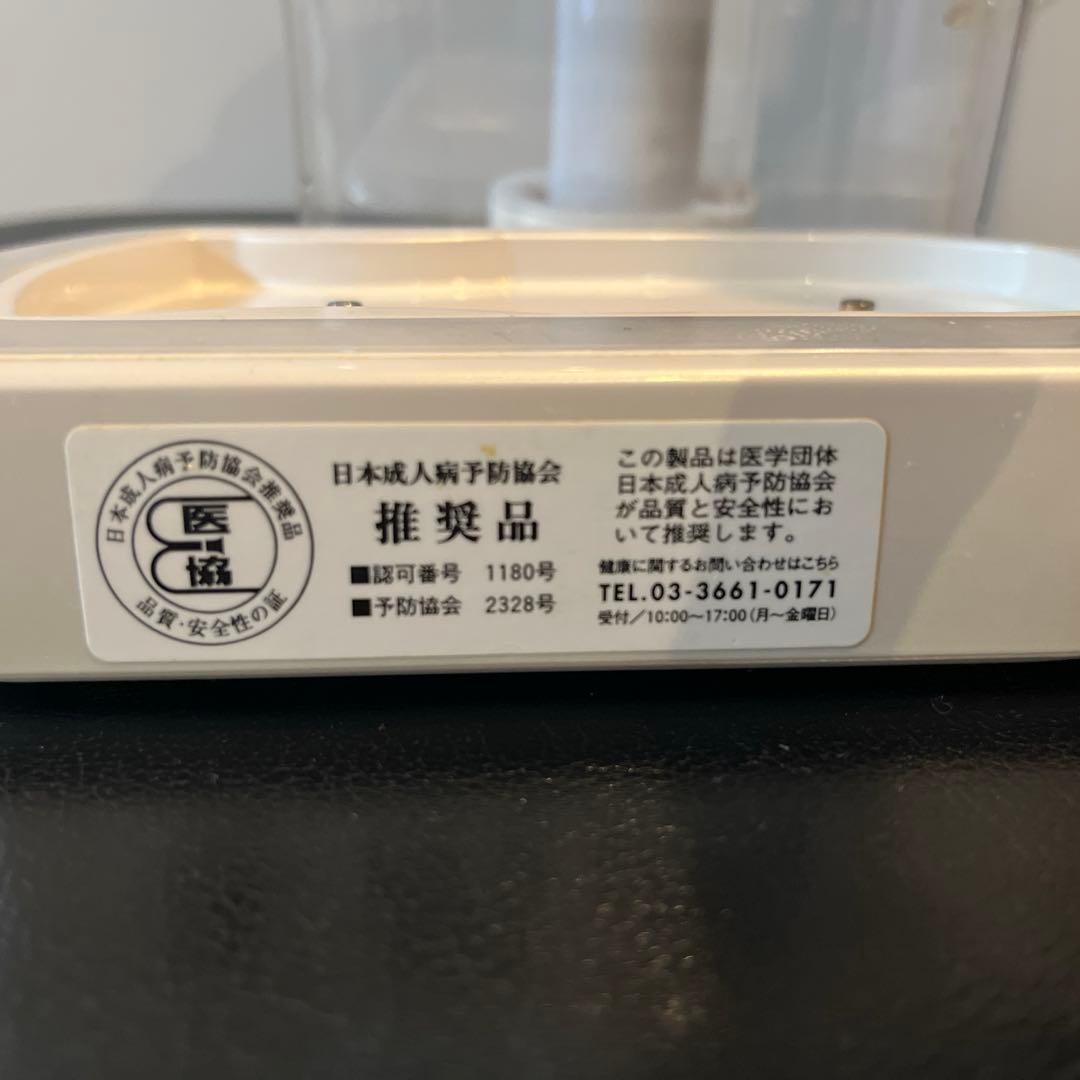 日本成人病予防協会推奨品
医協
品質・安全性の証
日本成人病予防協会
推奨品
■認可番号 1180号
■予防協会 2328号
この製品は医学団体
日本成人病予防協会
が品質と安全性にお
いて推奨します。
健康に関するお問い合わせはこちら
TEL.03-3661-0171
受付／10:00〜17:00（月〜金曜日）